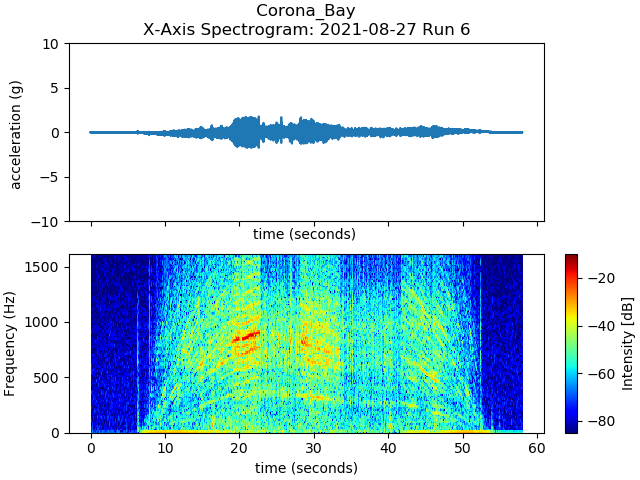 Corona_Bay
X-Axis Spectrogram: 2021-08-27 Run 6
10
5
0
−5
−10
acceleration (g)
time (seconds)
1500
1000
500
0
Frequency (Hz)
0 10 20 30 40 50 60
time (seconds)
−20
−40
−60
−80
Intensity [dB]